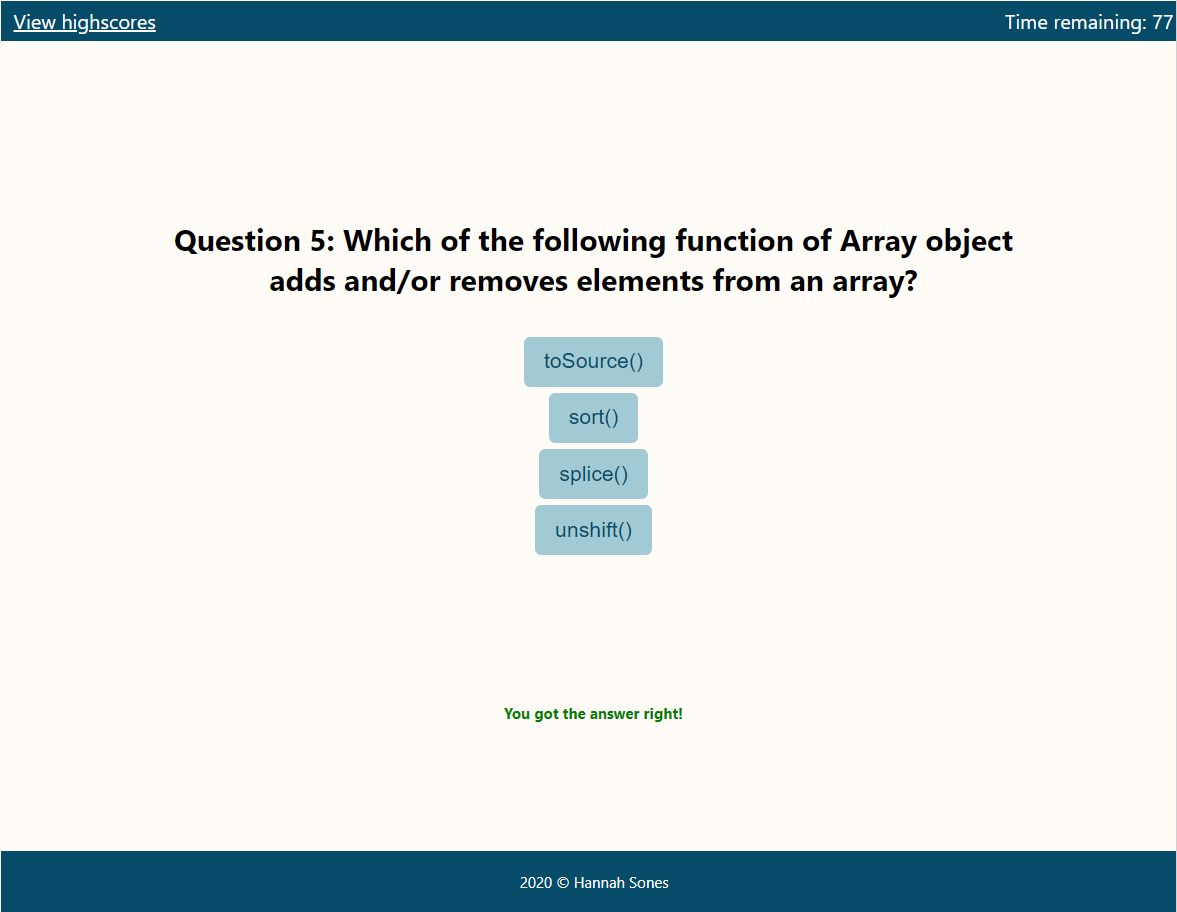 View highscores
Time remaining: 77
Question 5: Which of the following function of Array object
adds and/or removes elements from an array?
toSource()
sort()
splice()
unshift()
You got the answer right!
2020 © Hannah Sones